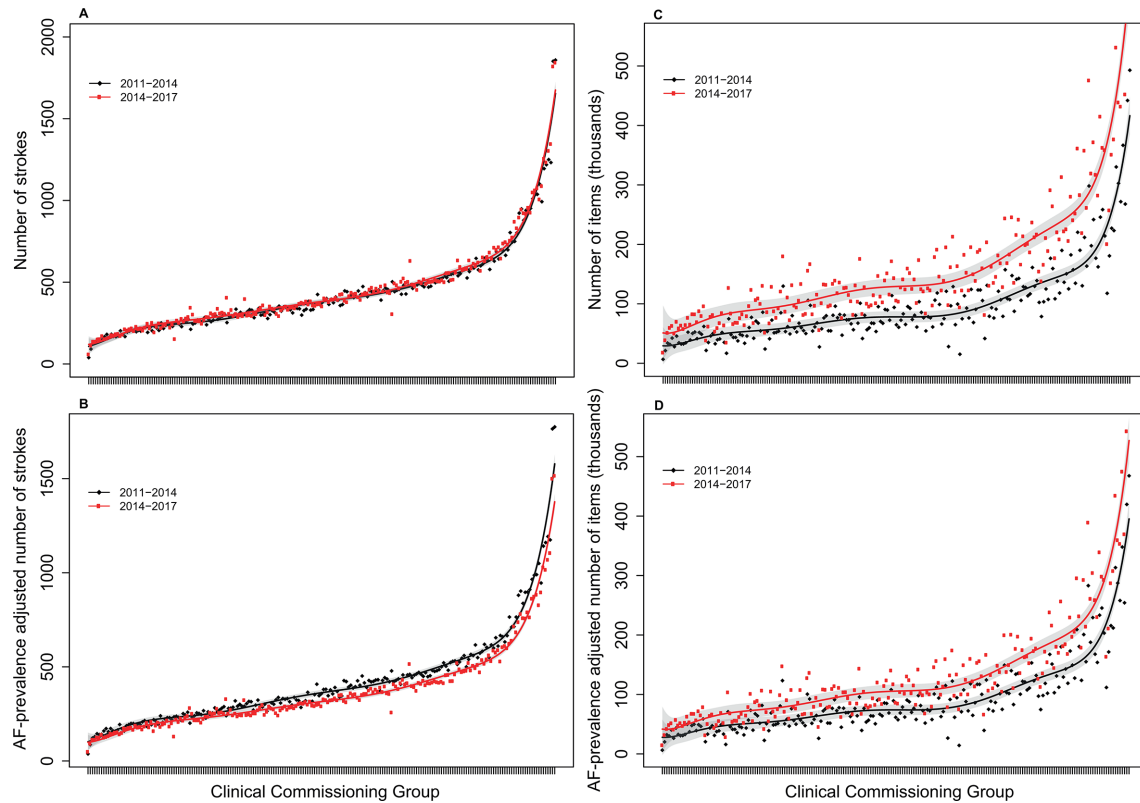 A
Number of strokes
2000
1500
1000
500
0
2011−2014
2014−2017
B
AF-prevalence adjusted number of strokes
1500
1000
500
0
2011−2014
2014−2017
Clinical Commissioning Group
C
Number of items (thousands)
500
400
300
200
100
0
2011−2014
2014−2017
D
AF-prevalence adjusted number of items (thousands)
500
400
300
200
100
0
2011−2014
2014−2017
Clinical Commissioning Group